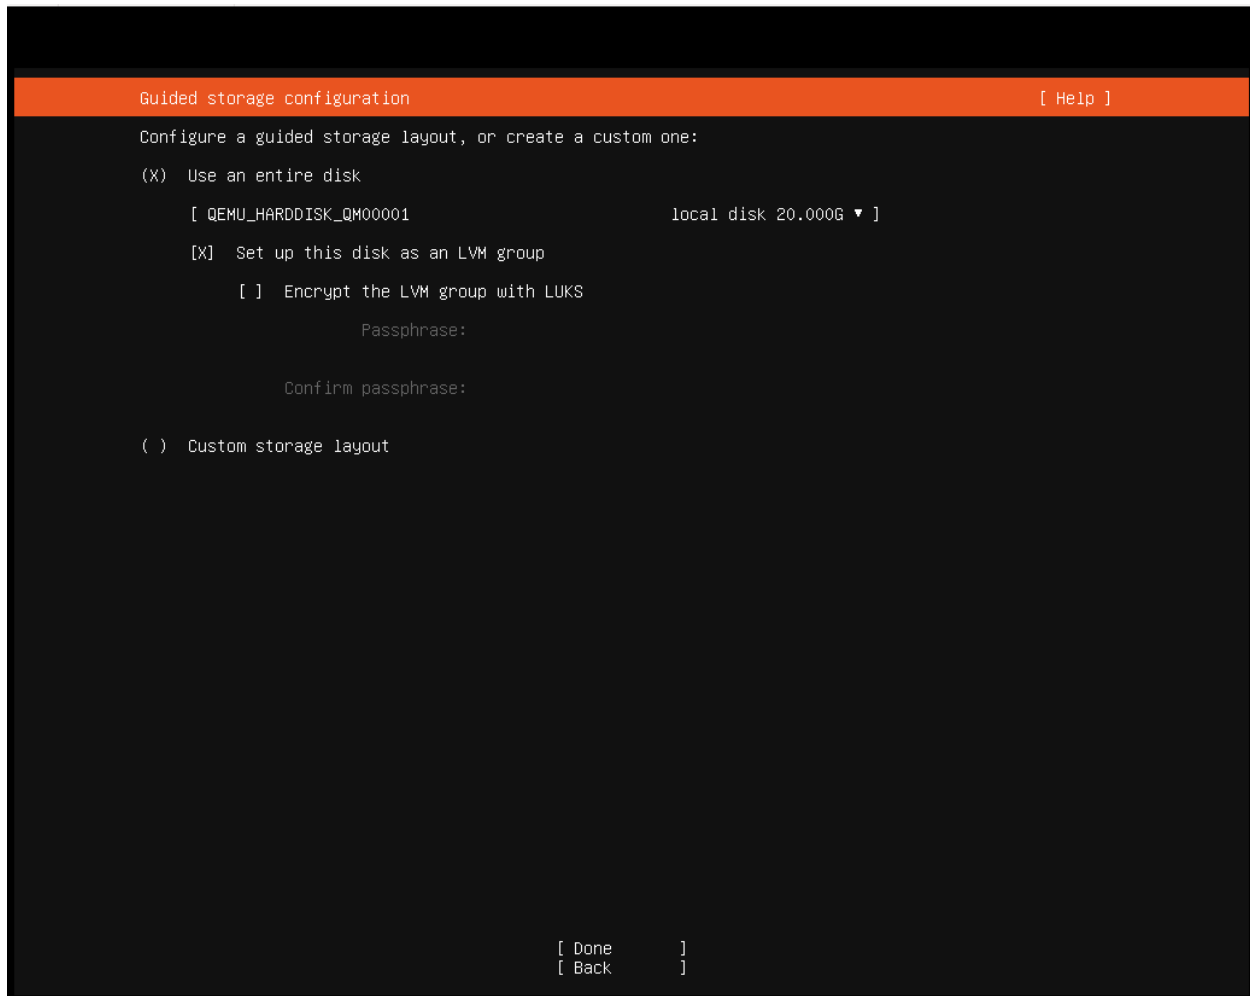 Guided storage configuration [ Help ]
Configure a guided storage layout, or create a custom one:
(X) Use an entire disk
[ QEMU_HARDDISK_QM00001 local disk 20.000G ▾ ]
[X] Set up this disk as an LVM group
[ ] Encrypt the LVM group with LUKS
Passphrase:
Confirm passphrase:
( ) Custom storage layout
[ Done ]
[ Back ]